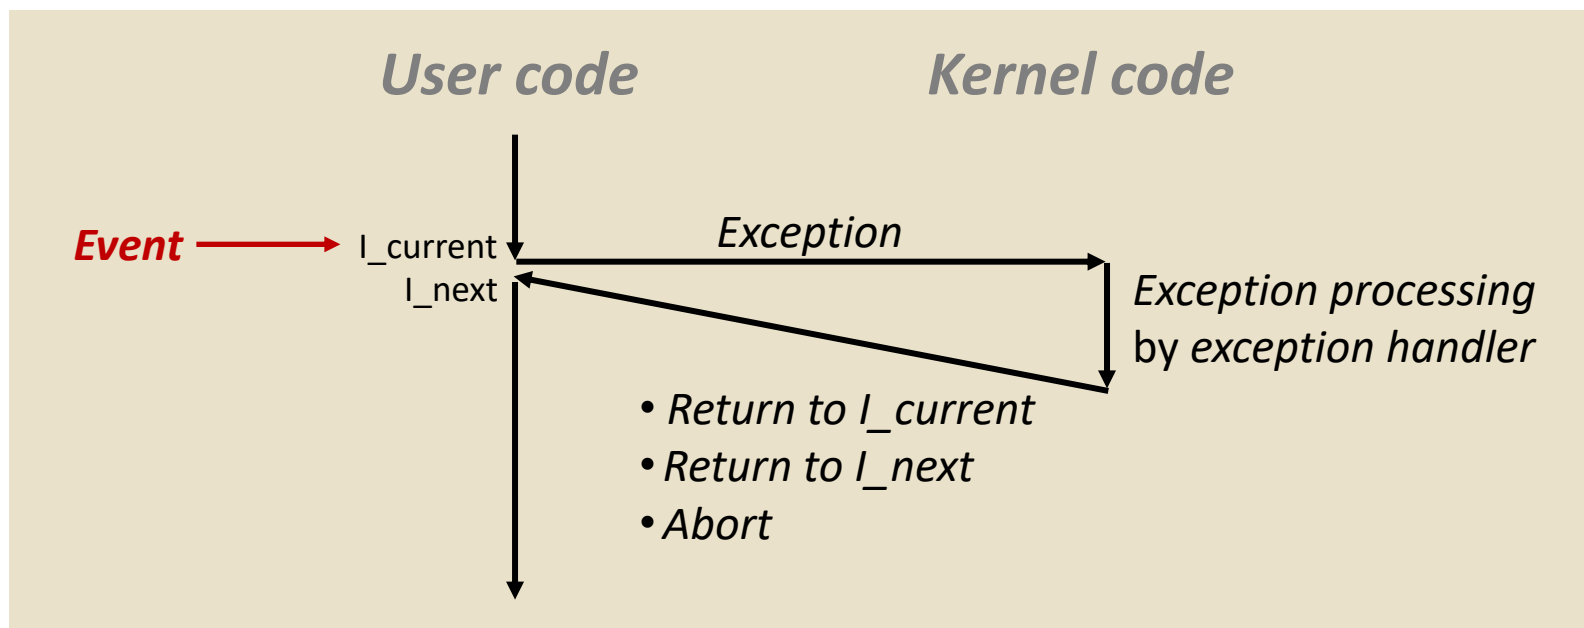 User code
Kernel code
Event
I_current
I_next
Exception
Exception processing
by exception handler
• Return to I_current
• Return to I_next
• Abort